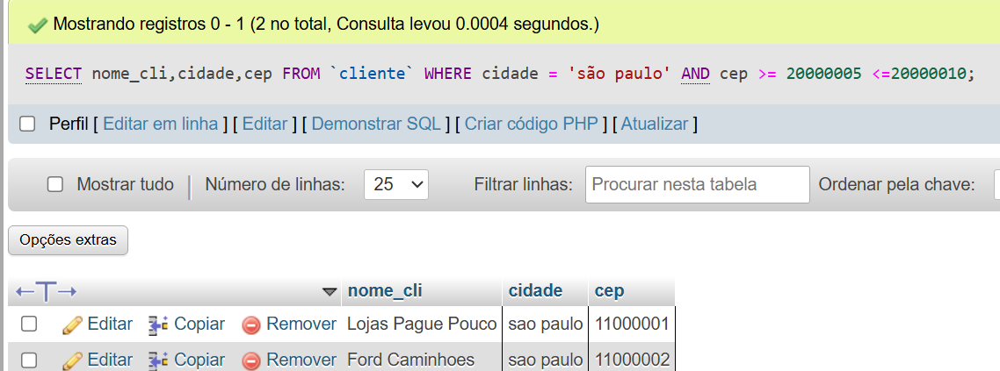 Mostrando registros 0 - 1 (2 no total, Consulta levou 0.0004 segundos.)
SELECT nome_cli,cidade,cep FROM `cliente` WHERE cidade = 'são paulo' AND cep >= 20000005 <=20000010;
Perfil [ Editar em linha ] [ Editar ] [ Demonstrar SQL ] [ Criar código PHP ] [ Atualizar ]
Mostrar tudo | Número de linhas: 25 Filtrar linhas: Procurar nesta tabela Ordenar pela chave:
Opções extras
←T→ nome_cli cidade cep
Editar Copiar Remover Lojas Pague Pouco sao paulo 11000001
Editar Copiar Remover Ford Caminhoes sao paulo 11000002